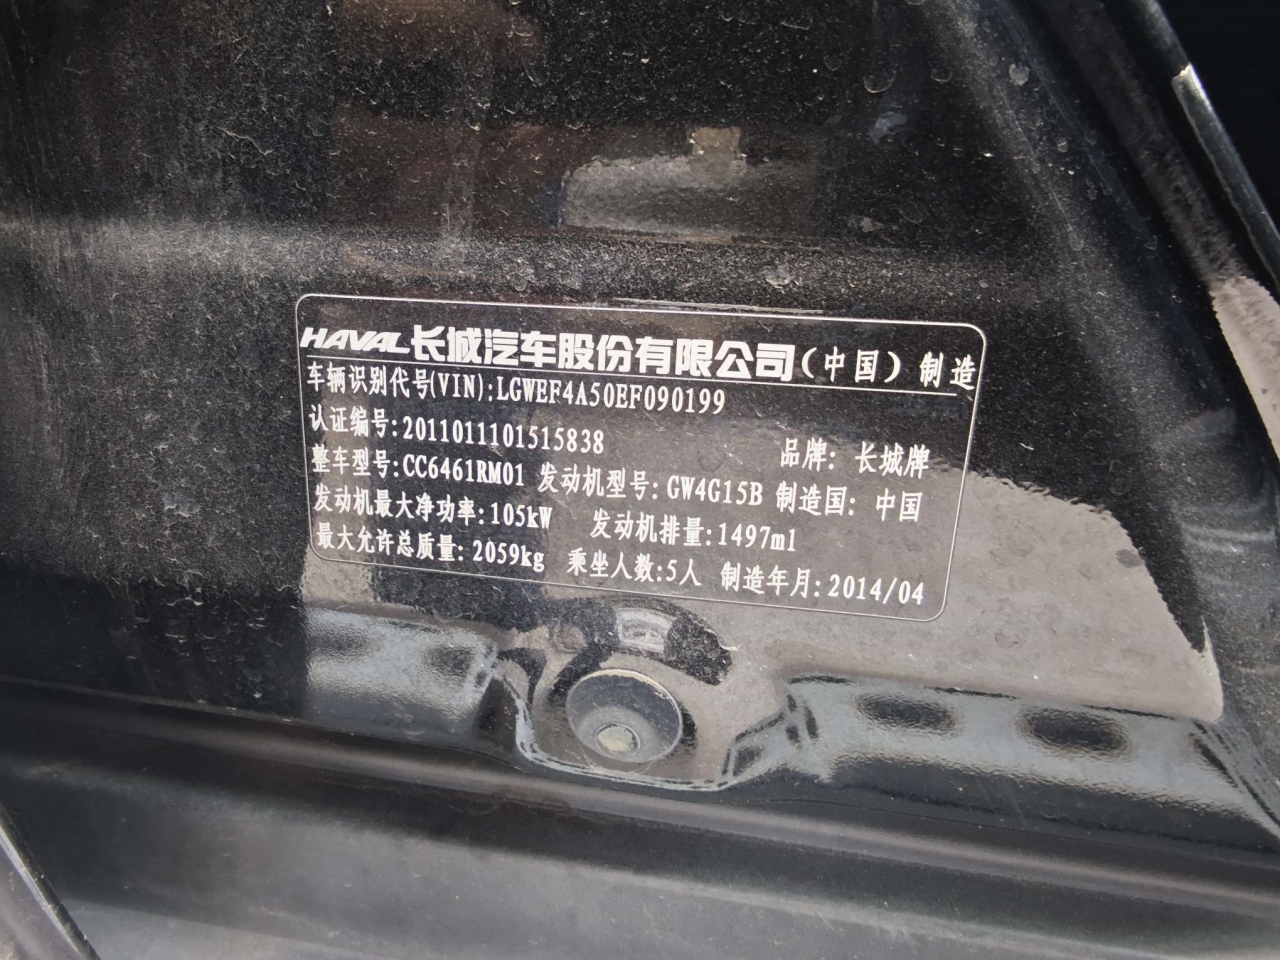 HAVAL长城汽车股份有限公司(中国)制造
车辆识别代号(VIN):LGWEF4A50EF090199
认证编号:2011011101515838 品牌:长城牌
整车型号:CC6461RM01 发动机型号:GW4G15B 制造国:中国
发动机最大净功率:105kW 发动机排量:1497ml
最大允许总质量:2059kg 乘坐人数:5人 制造年月:2014/04